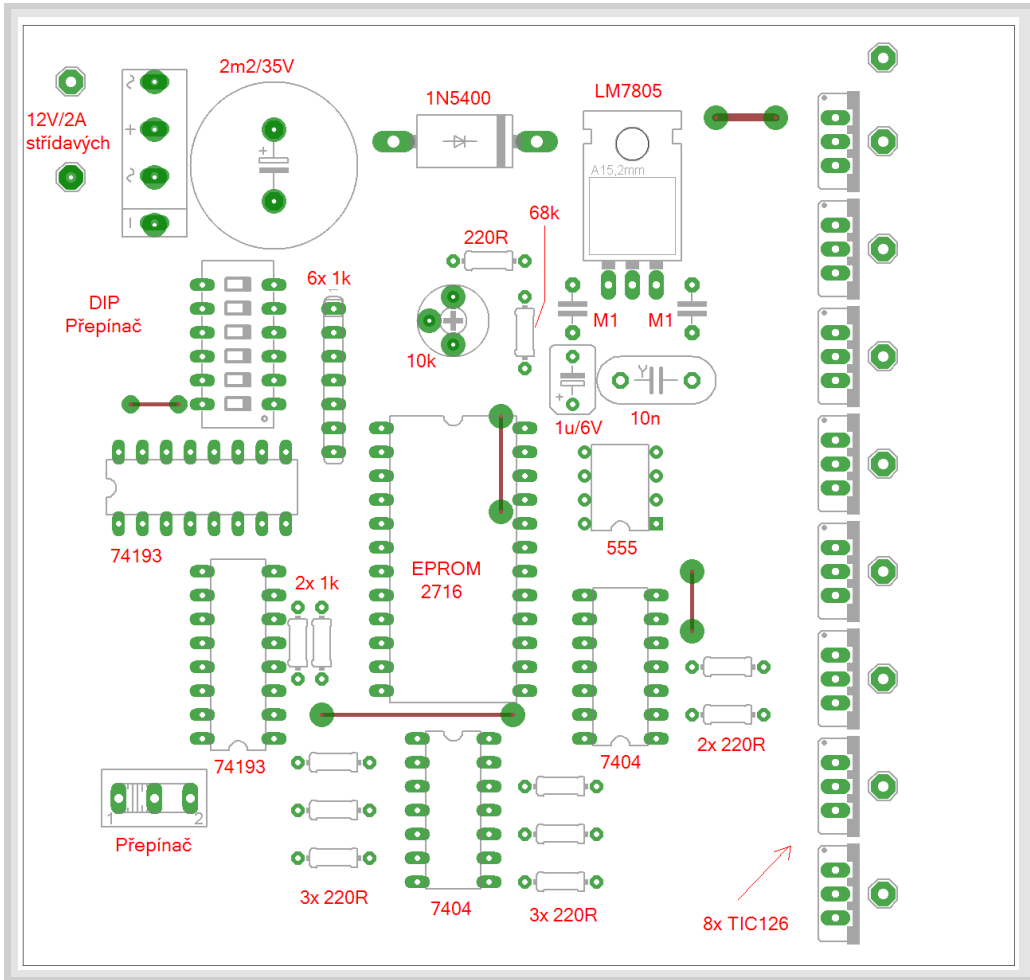 2m2/35V
1N5400
LM7805
12V/2A
střídavých
A15,2mm
68k
220R
6x 1k
DIP
Přepínač
M1
M1
10k
1u/6V
10n
555
74193
EPROM
2716
2x 1k
2x 220R
7404
74193
1
2
Přepínač
3x 220R
7404
3x 220R
8x TIC126